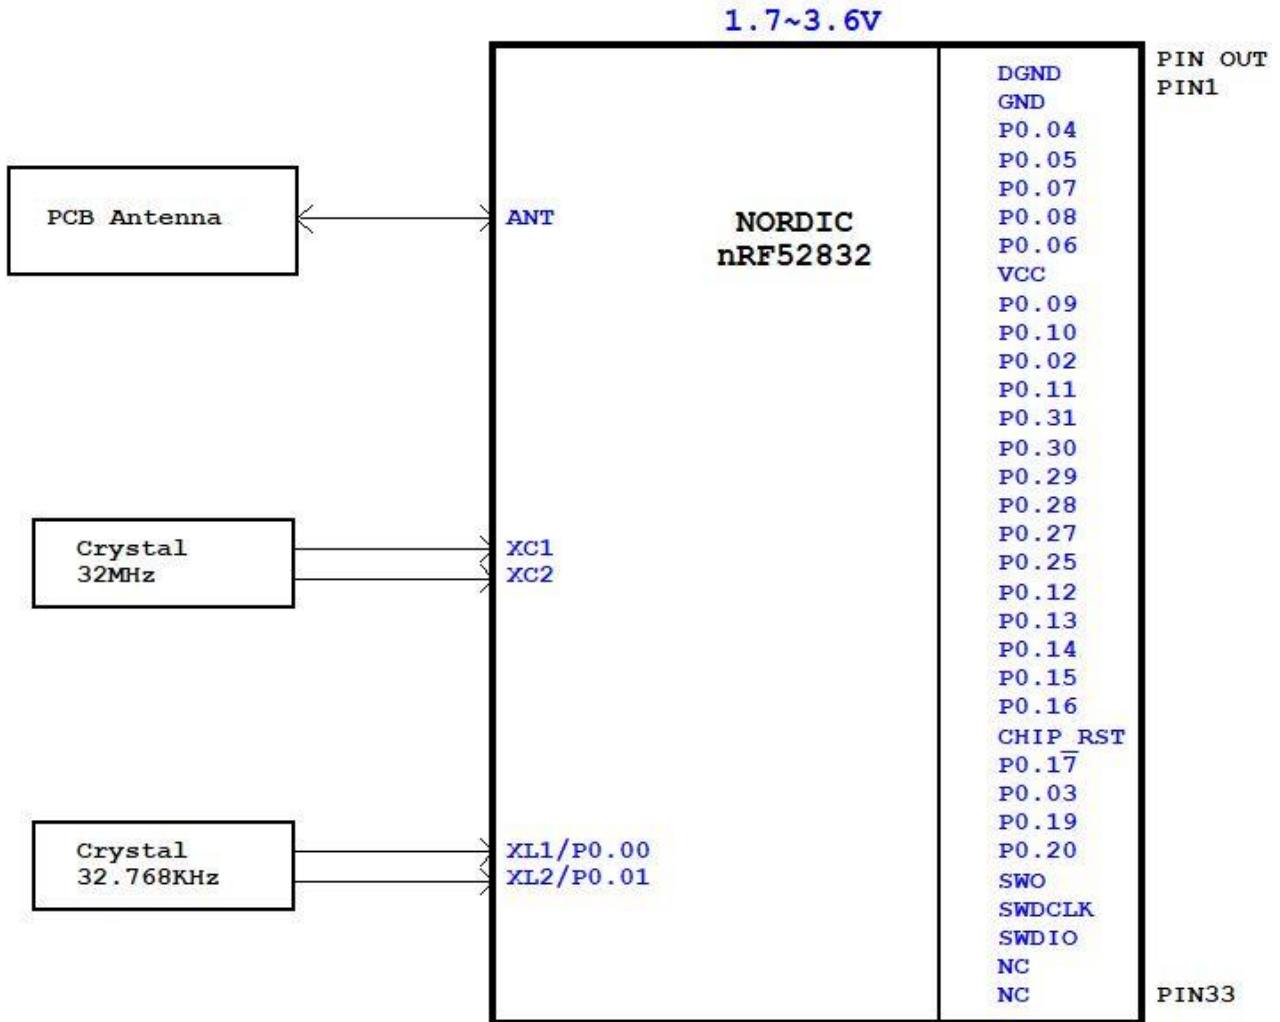 1.7~3.6V
PIN OUT
PIN1
DGND
GND
P0.04
P0.05
P0.07
P0.08
P0.06
VCC
P0.09
P0.10
P0.02
P0.11
P0.31
P0.30
P0.29
P0.28
P0.27
P0.25
P0.12
P0.13
P0.14
P0.15
P0.16
CHIP_RST
P0.17
P0.03
P0.19
P0.20
SWO
SWDCLK
SWDIO
NC
NC
PIN33
PCB Antenna
ANT
NORDIC
nRF52832
Crystal
32MHz
XC1
XC2
Crystal
32.768KHz
XL1/P0.00
XL2/P0.01